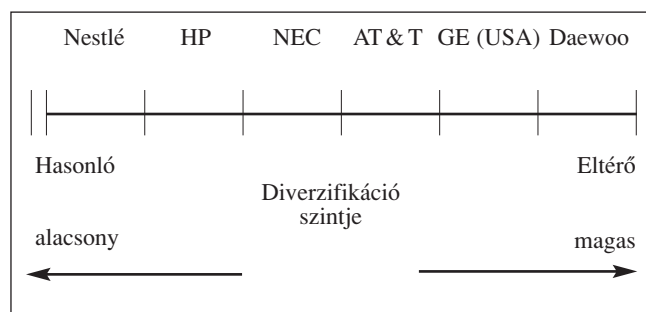 Nestlé HP NEC AT & T GE (USA) Daewoo
Hasonló Eltérő
Diverzifikáció
szintje
alacsony magas